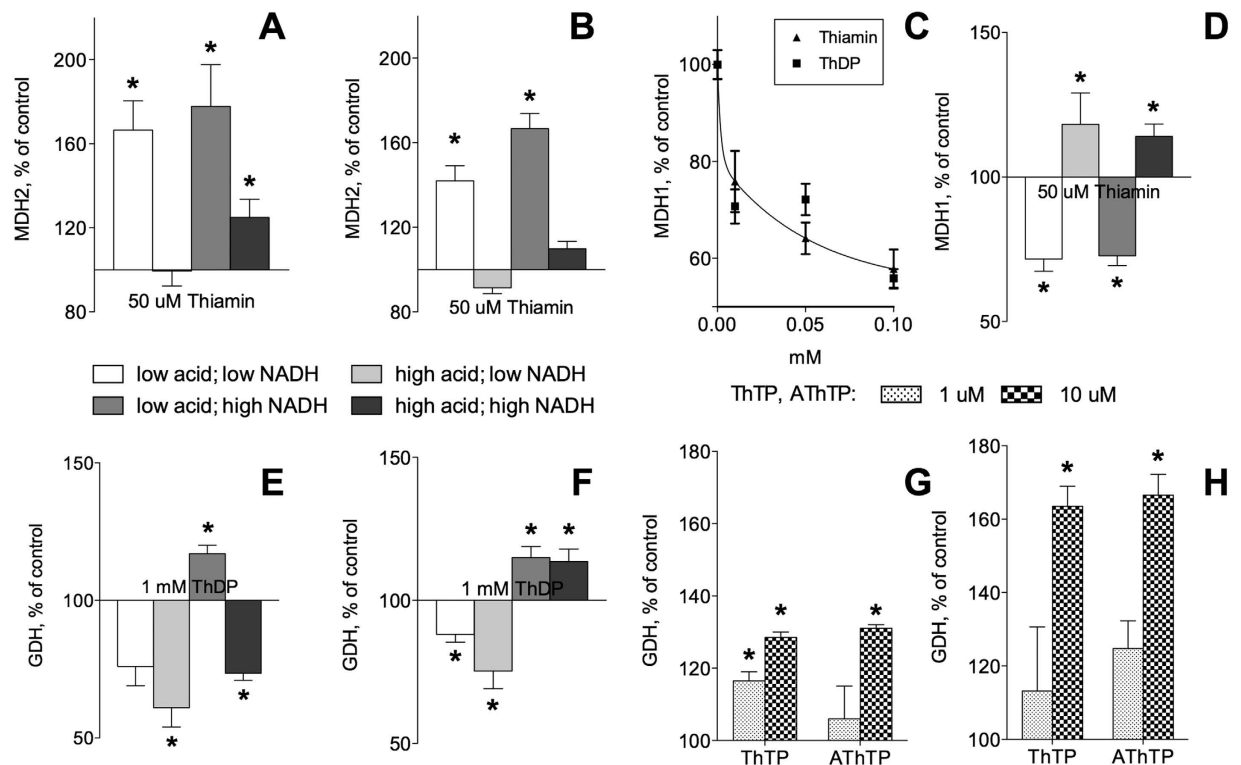 A
MDH2, % of control
200
160
120
80
*
*
*
50 uM Thiamin
B
MDH2, % of control
200
160
120
80
*
*
50 uM Thiamin
C
MDH1, % of control
100
80
60
Thiamin
ThDP
0.00
0.05
0.10
mM
D
MDH1, % of control
150
100
50
*
*
50 uM Thiamin
*
*
low acid; low NADH
high acid; low NADH
low acid; high NADH
high acid; high NADH
ThTP, AThTP:
1 uM
10 uM
E
GDH, % of control
150
100
50
*
1 mM ThDP
*
*
F
GDH, % of control
150
100
50
*
*
1 mM ThDP
*
*
G
GDH, % of control
180
160
140
120
100
*
*
*
ThTP
AThTP
H
GDH, % of control
180
160
140
120
100
*
*
ThTP
AThTP